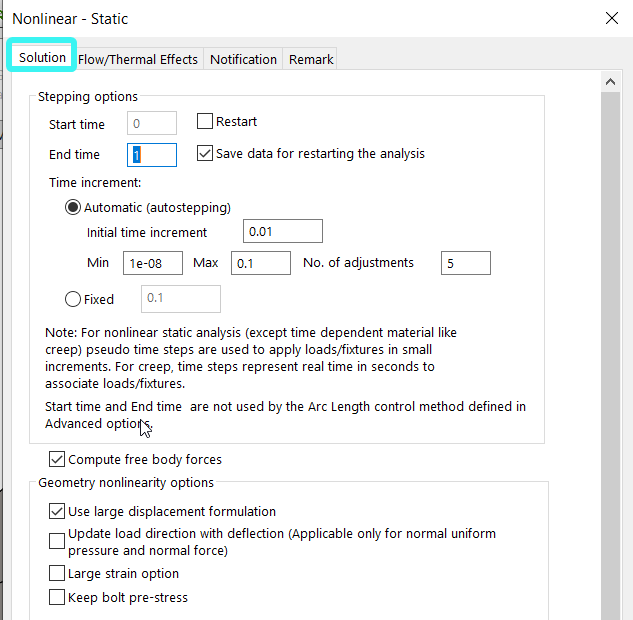 Nonlinear - Static
Solution Flow/Thermal Effects Notification Remark
Stepping options
Start time 0 Restart
End time 1 Save data for restarting the analysis
Time increment:
Automatic (autostepping)
Initial time increment 0.01
Min 1e-08 Max 0.1 No. of adjustments 5
Fixed 0.1
Note: For nonlinear static analysis (except time dependent material like
creep) pseudo time steps are used to apply loads/fixtures in small
increments. For creep, time steps represent real time in seconds to
associate loads/fixtures.
Start time and End time are not used by the Arc Length control method defined in
Advanced options.
Compute free body forces
Geometry nonlinearity options
Use large displacement formulation
Update load direction with deflection (Applicable only for normal uniform
pressure and normal force)
Large strain option
Keep bolt pre-stress